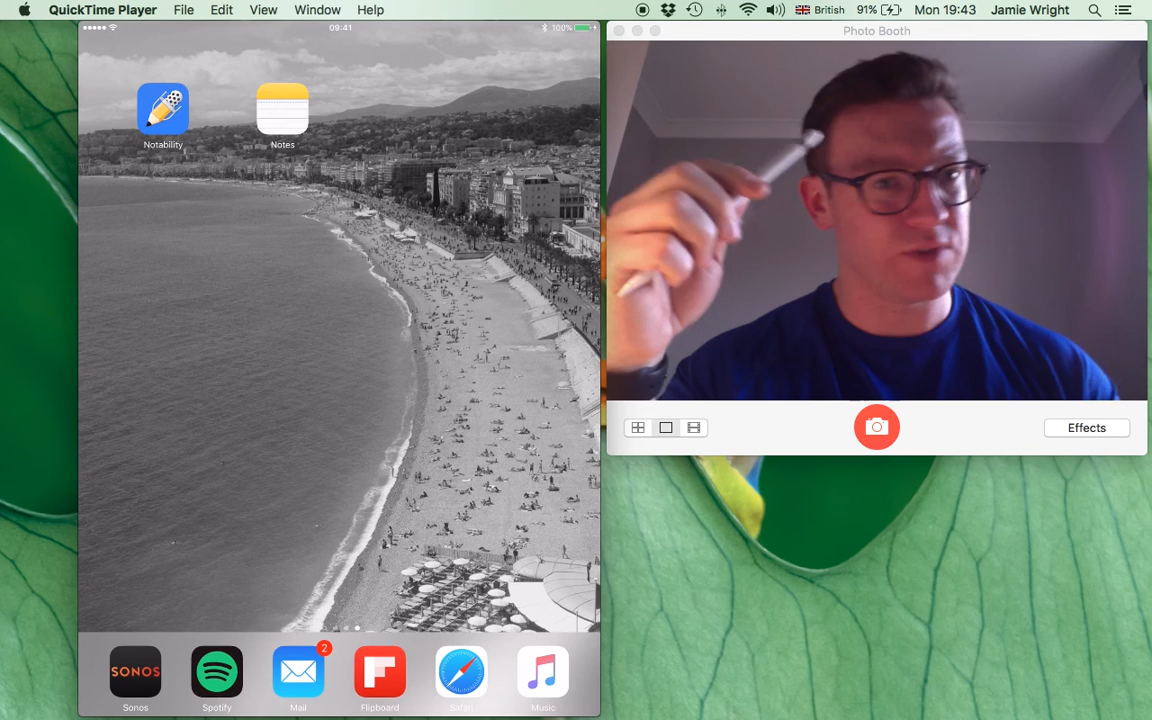 QuickTime Player File Edit View Window Help British 91% Mon 19:43 Jamie Wright
09:41 100%
Photo Booth
Notability Notes
Effects
2
SONOS
Sonos Spotify Mail Flipboard Safari Music